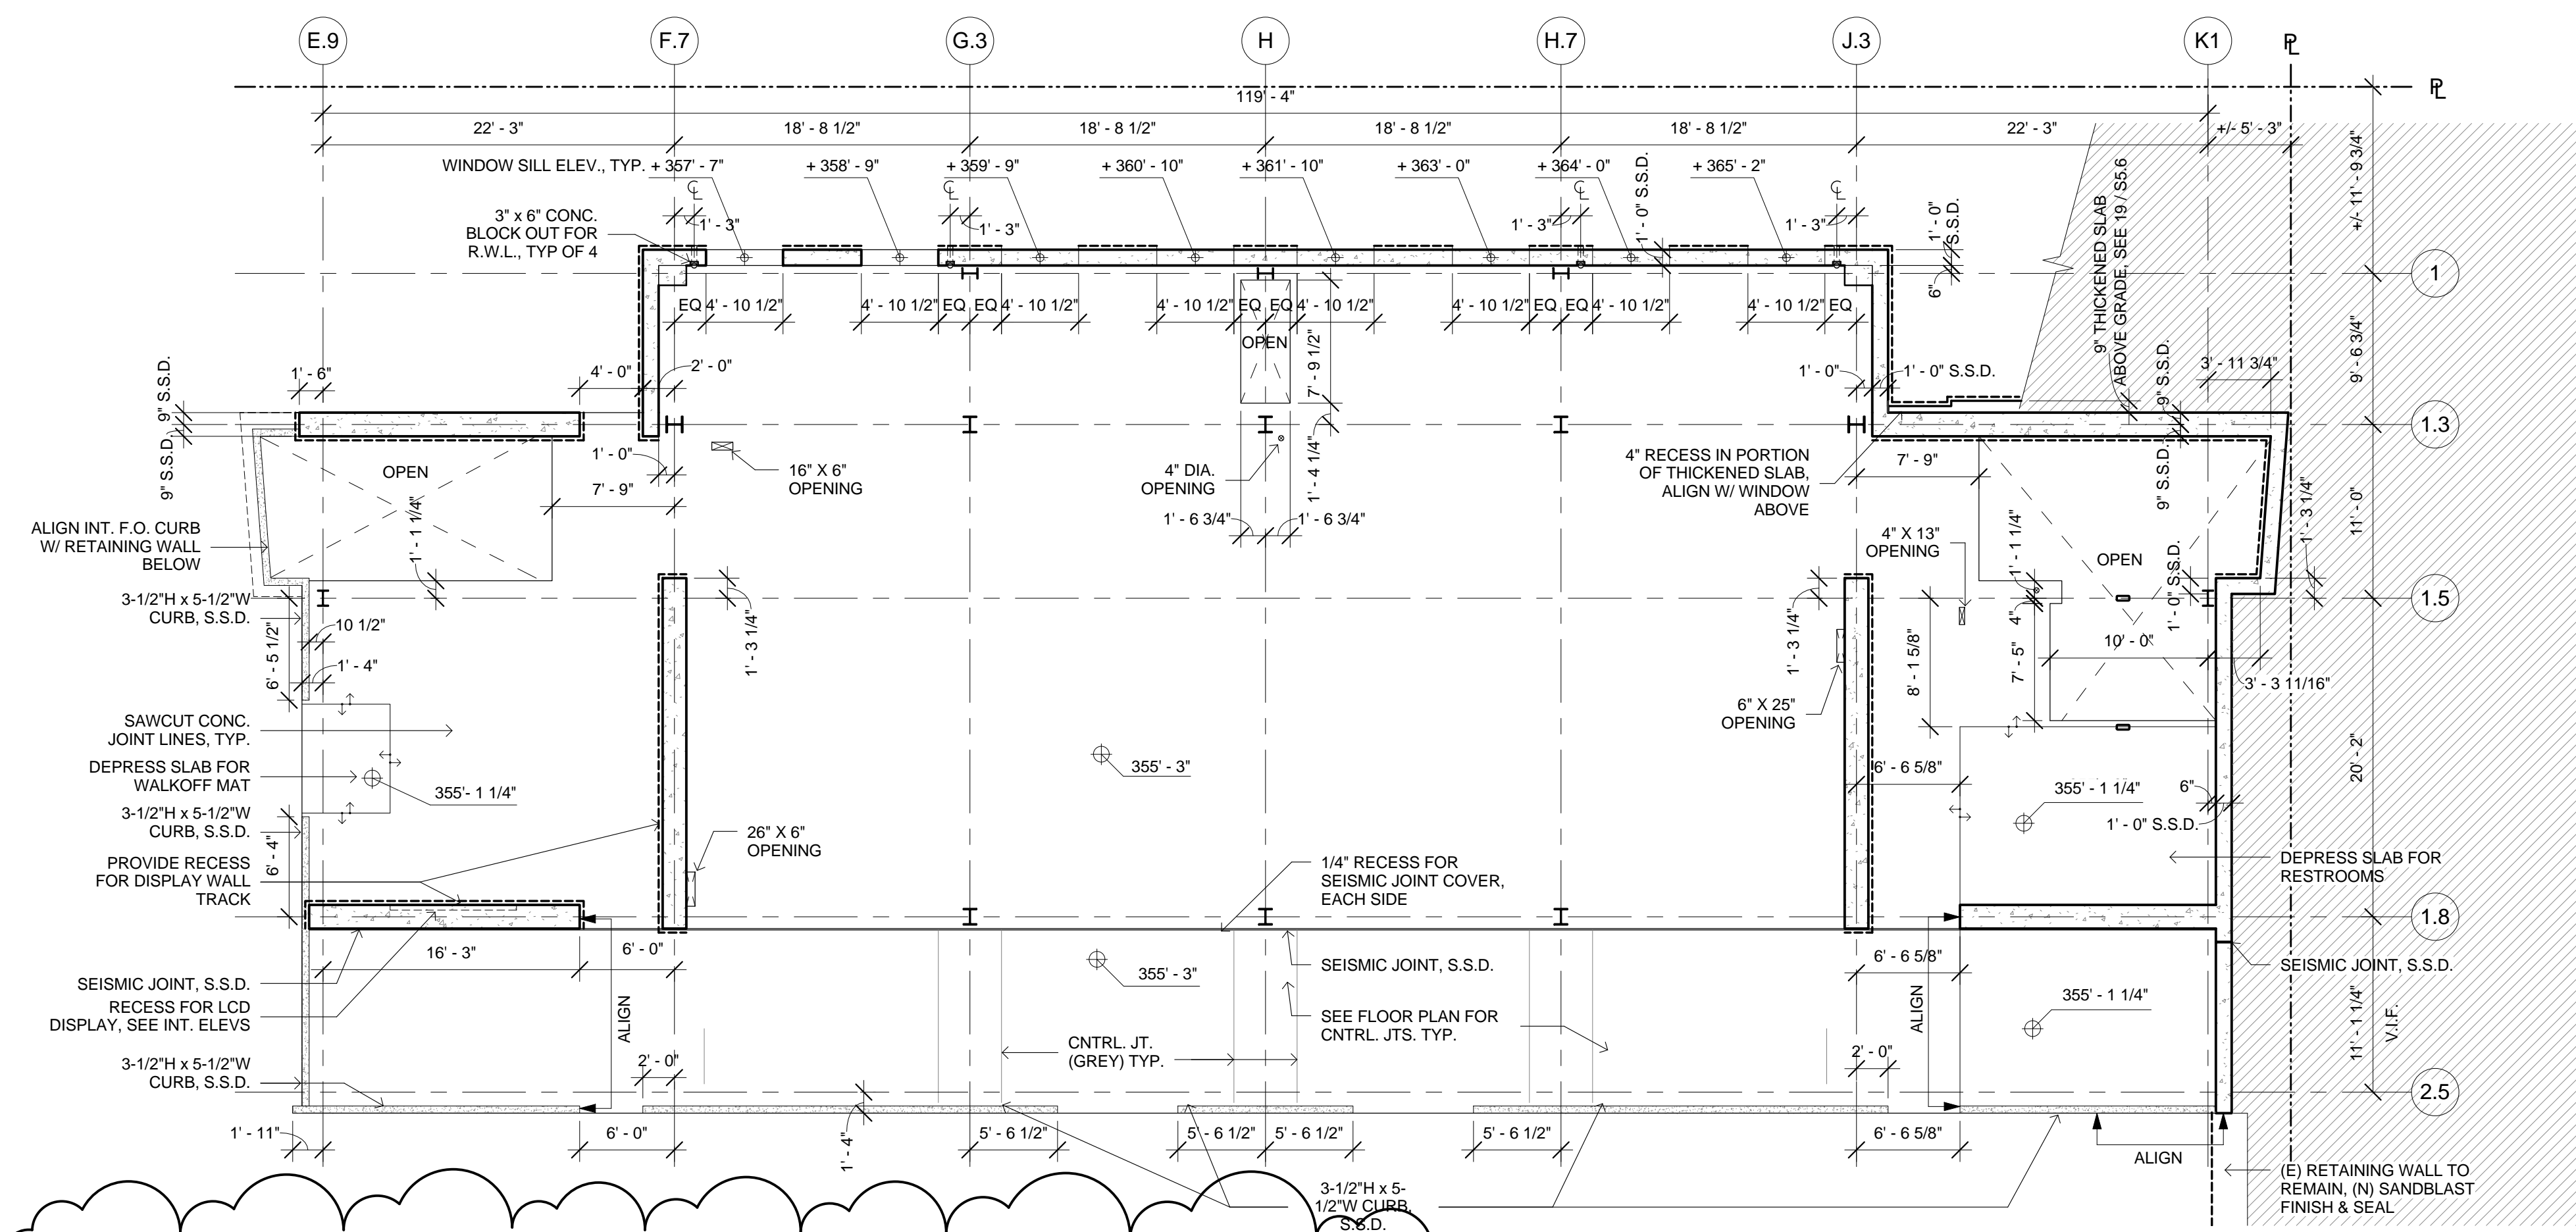 E.9
F.7
G.3
H
H.7
J.3
K1
PL
PL
119' - 4"
22' - 3"
18' - 8 1/2"
18' - 8 1/2"
18' - 8 1/2"
18' - 8 1/2"
22' - 3"
+/- 5' - 3"
WINDOW SILL ELEV., TYP.
+ 357' - 7"
+ 358' - 9"
+ 359' - 9"
+ 360' - 10"
+ 361' - 10"
+ 363' - 0"
+ 364' - 0"
+ 365' - 2"
+/- 11' - 9 3/4"
CL
CL
CL
CL
3" x 6" CONC.
BLOCK OUT FOR
R.W.L., TYP OF 4
1' - 3"
1' - 3"
1' - 3"
1' - 0" S.S.D.
1' - 3"
1' - 0"
S.S.D.
6"
9" THICKENED SLAB
ABOVE GRADE, SEE 19 / S5.6
1
EQ
4' - 10 1/2"
4' - 10 1/2"
EQ
EQ
4' - 10 1/2"
4' - 10 1/2"
EQ
EQ
4' - 10 1/2"
4' - 10 1/2"
EQ
EQ
4' - 10 1/2"
4' - 10 1/2"
EQ
OPEN
7' - 9 1/2"
9' - 6 3/4"
9" S.S.D.
9" S.S.D.
1' - 6"
4' - 0"
2' - 0"
1' - 0"
1' - 0" S.S.D.
9" S.S.D.
9" S.S.D.
3' - 11 3/4"
1.3
OPEN
1' - 1 1/4"
1' - 0"
7' - 9"
16" X 6"
OPENING
4" DIA.
OPENING
1' - 4 1/4"
1' - 6 3/4"
1' - 6 3/4"
4" RECESS IN PORTION
OF THICKENED SLAB,
ALIGN W/ WINDOW
ABOVE
7' - 9"
4" X 13"
OPENING
1' - 1 1/4"
OPEN
1' - 0" S.S.D.
1' - 3 1/4"
11' - 0"
ALIGN INT. F.O. CURB
W/ RETAINING WALL
BELOW
3-1/2"H x 5-1/2"W
CURB, S.S.D.
10 1/2"
1' - 4"
6' - 5 1/2"
1' - 3 1/4"
1' - 3 1/4"
6" X 25"
OPENING
8' - 1 5/8"
4"
7' - 5"
10' - 0"
3' - 3 11/16"
1.5
SAWCUT CONC.
JOINT LINES, TYP.
DEPRESS SLAB FOR
WALKOFF MAT
355'- 1 1/4"
3-1/2"H x 5-1/2"W
CURB, S.S.D.
6' - 4"
PROVIDE RECESS
FOR DISPLAY WALL
TRACK
26" X 6"
OPENING
355' - 3"
1/4" RECESS FOR
SEISMIC JOINT COVER,
EACH SIDE
6' - 6 5/8"
355' - 1 1/4"
6"
1' - 0" S.S.D.
20' - 2"
DEPRESS SLAB FOR
RESTROOMS
1.8
16' - 3"
6' - 0"
SEISMIC JOINT, S.S.D.
RECESS FOR LCD
DISPLAY, SEE INT. ELEVS
ALIGN
355' - 3"
SEISMIC JOINT, S.S.D.
SEE FLOOR PLAN FOR
CNTRL. JTS. TYP.
CNTRL. JT.
(GREY) TYP.
6' - 6 5/8"
ALIGN
355' - 1 1/4"
SEISMIC JOINT, S.S.D.
11' - 1 1/4"
V.I.F.
3-1/2"H x 5-1/2"W
CURB, S.S.D.
2' - 0"
2' - 0"
2.5
1' - 11"
6' - 0"
1' - 4"
5' - 6 1/2"
5' - 6 1/2"
5' - 6 1/2"
5' - 6 1/2"
6' - 6 5/8"
ALIGN
3-1/2"H x 5-
1/2"W CURB,
S.S.D.
(E) RETAINING WALL TO
REMAIN, (N) SANDBLAST
FINISH & SEAL